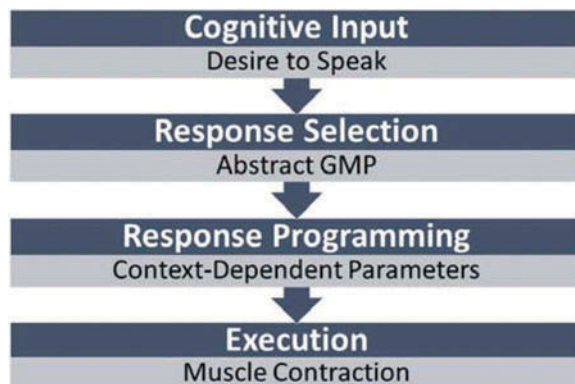 Cognitive Input
Desire to Speak
Response Selection
Abstract GMP
Response Programming
Context-Dependent Parameters
Execution
Muscle Contraction